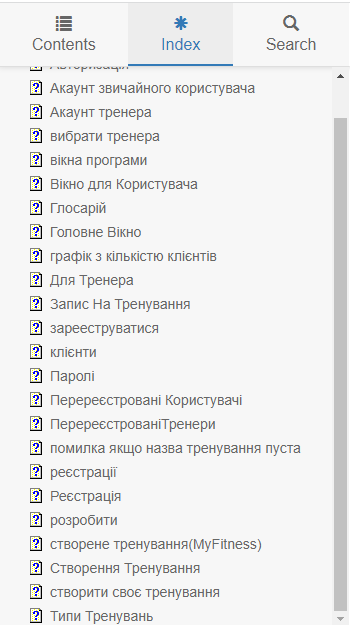 Contents
Index
Search
Авторизація
Акаунт звичайного користувача
Акаунт тренера
вибрати тренера
вікна програми
Вікно для Користувача
Глосарій
Головне Вікно
графік з кількістю клієнтів
Для Тренера
Запис На Тренування
зареєструватися
клієнти
Паролі
Перереєстровані Користувачі
ПеререєстрованіТренери
помилка якщо назва тренування пуста
реєстрації
Реєстрація
розробити
створене тренування(MyFitness)
Створення Тренування
створити своє тренування
Типи Тренувань